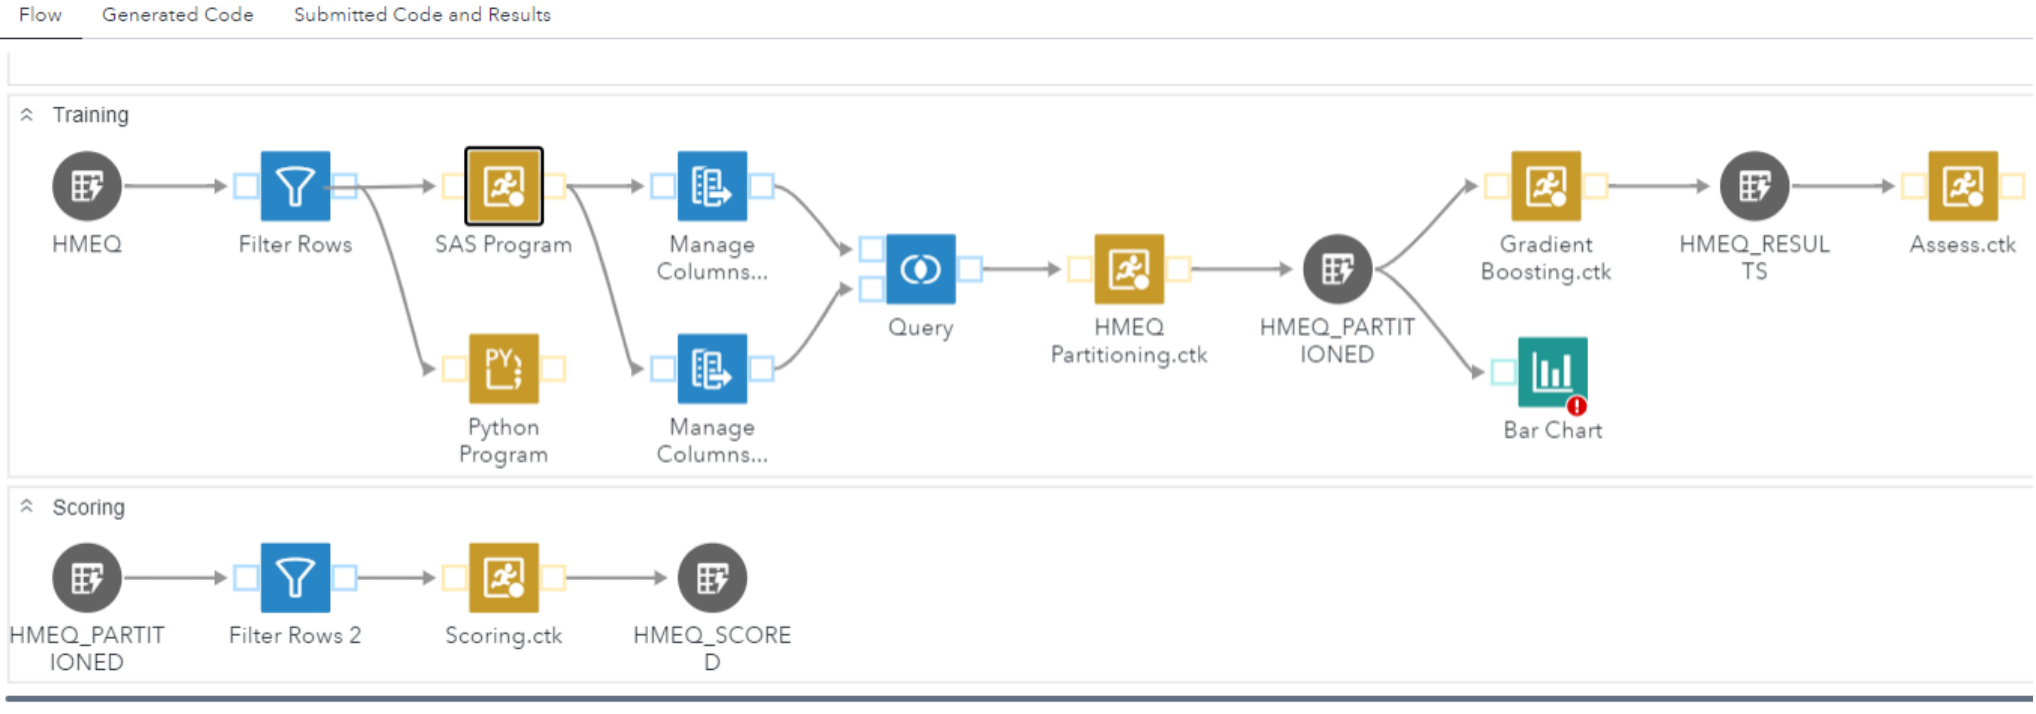 Flow Generated Code Submitted Code and Results
Training
HMEQ
Filter Rows
SAS Program
Manage
Columns...
Query
HMEQ
Partitioning.ctk
HMEQ_PARTIT
IONED
Gradient
Boosting.ctk
HMEQ_RESUL
TS
Assess.ctk
PY
Python
Program
Manage
Columns...
Bar Chart
Scoring
HMEQ_PARTIT
IONED
Filter Rows 2
Scoring.ctk
HMEQ_SCORE
D